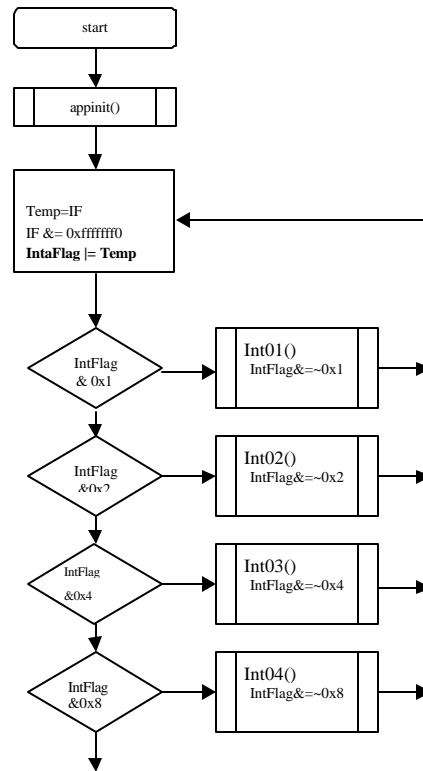 start
appinit()
Temp=IF
IF &= 0xfffffff0
IntaFlag |= Temp
IntFlag
& 0x1
Int01()
IntFlag&=~0x1
IntFlag
&0x2
Int02()
IntFlag&=~0x2
IntFlag
&0x4
Int03()
IntFlag&=~0x4
IntFlag
&0x8
Int04()
IntFlag&=~0x8